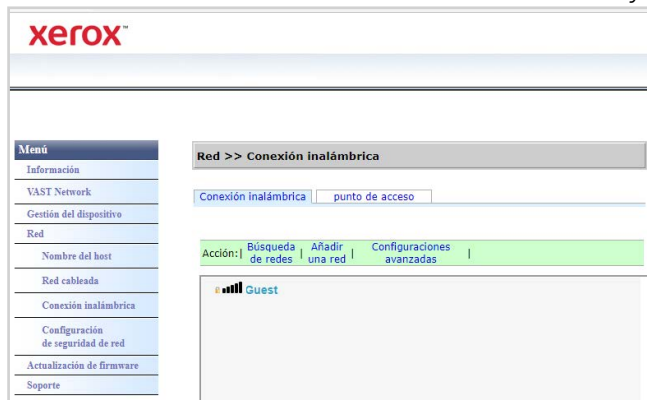 xerox™
Menú
Información
VAST Network
Gestión del dispositivo
Red
Nombre del host
Red cableada
Conexión inalámbrica
Configuración
de seguridad de red
Actualización de firmware
Soporte
Red >> Conexión inalámbrica
Conexión inalámbrica punto de acceso
Acción:| Búsqueda de redes | Añadir una red | Configuraciones avanzadas |
Guest